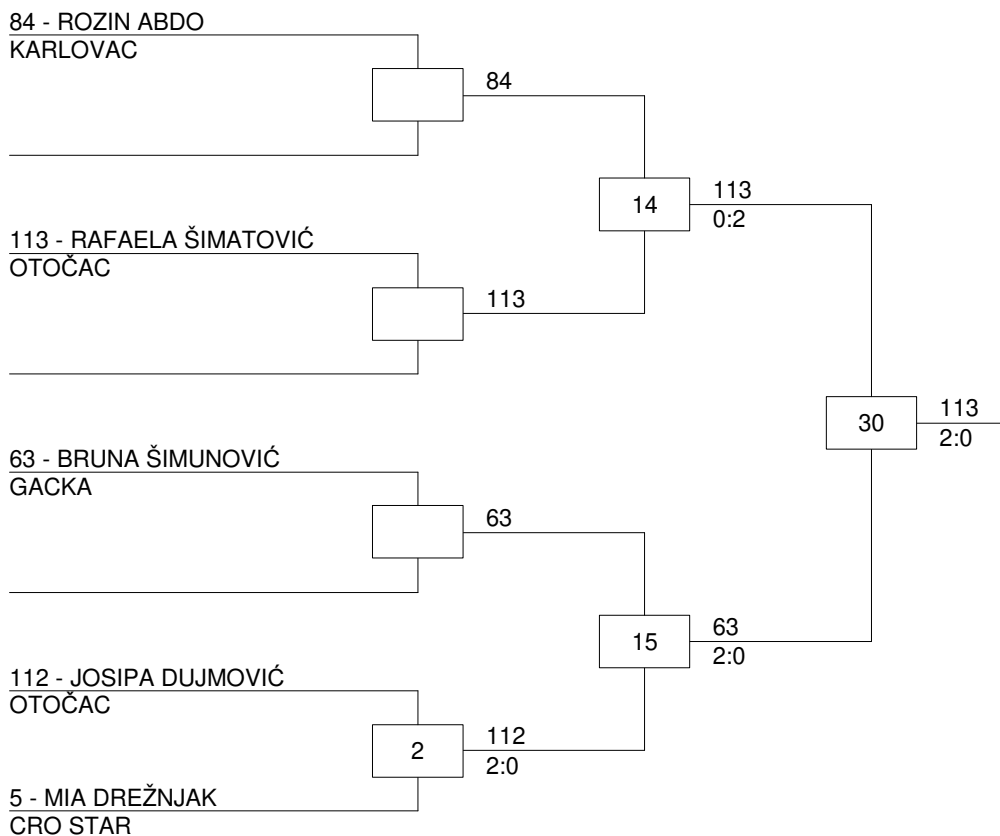 84 - ROZIN ABDO
KARLOVAC
84
14
113
0:2
113 - RAFAELA ŠIMATOVIĆ
OTOČAC
113
30
113
2:0
63 - BRUNA ŠIMUNOVIĆ
GACKA
63
15
63
2:0
112 - JOSIPA DUJMOVIĆ
OTOČAC
2
112
2:0
5 - MIA DREŽNJAK
CRO STAR